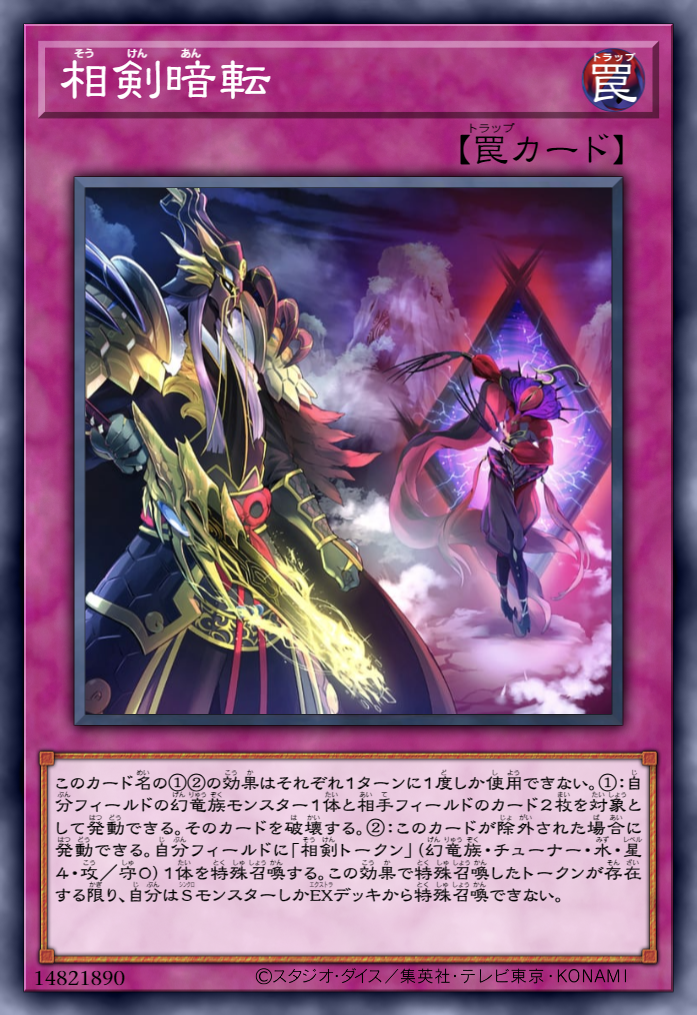 相剣暗転
罠
【罠カード】
このカード名の①②の効果はそれぞれ1ターンに1度しか使用できない。①:自
分フィールドの幻竜族モンスター1体と相手フィールドのカード2枚を対象と
して発動できる。そのカードを破壊する。②:このカードが除外された場合に
発動できる。自分フィールドに「相剣トークン」(幻竜族・チューナー・水・星
4・攻/守0)1体を特殊召喚する。この効果で特殊召喚したトークンが存在
する限り、自分はSモンスターしかEXデッキから特殊召喚できない。
14821890 ©スタジオ・ダイス/集英社・テレビ東京・KONAMI